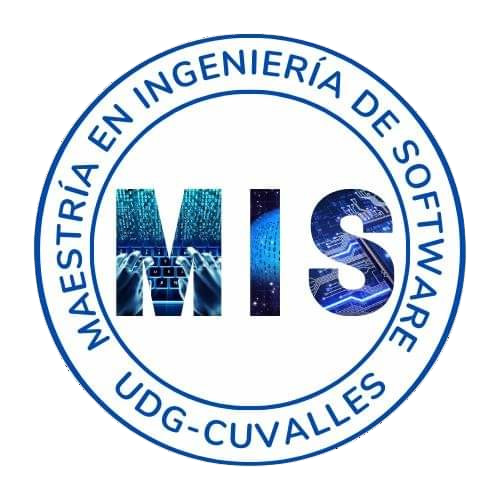 MAESTRÍA EN INGENIERÍA DE SOFTWARE
MIS
UDG-CUVALLES